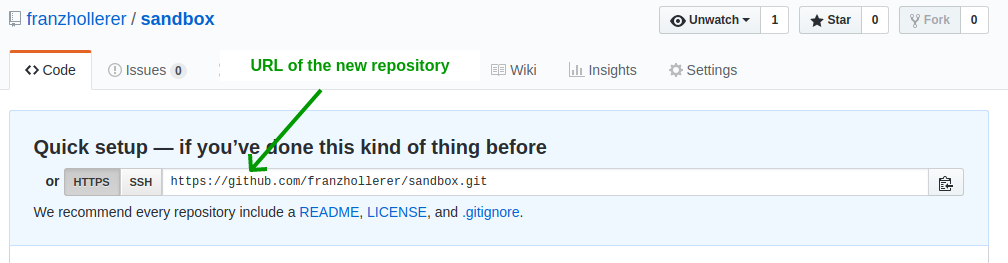 franzhollerer / sandbox
Unwatch 1 Star 0 Fork 0
Code Issues 0 URL of the new repository Wiki Insights Settings
Quick setup — if you’ve done this kind of thing before
or HTTPS SSH https://github.com/franzhollerer/sandbox.git
We recommend every repository include a README, LICENSE, and .gitignore.